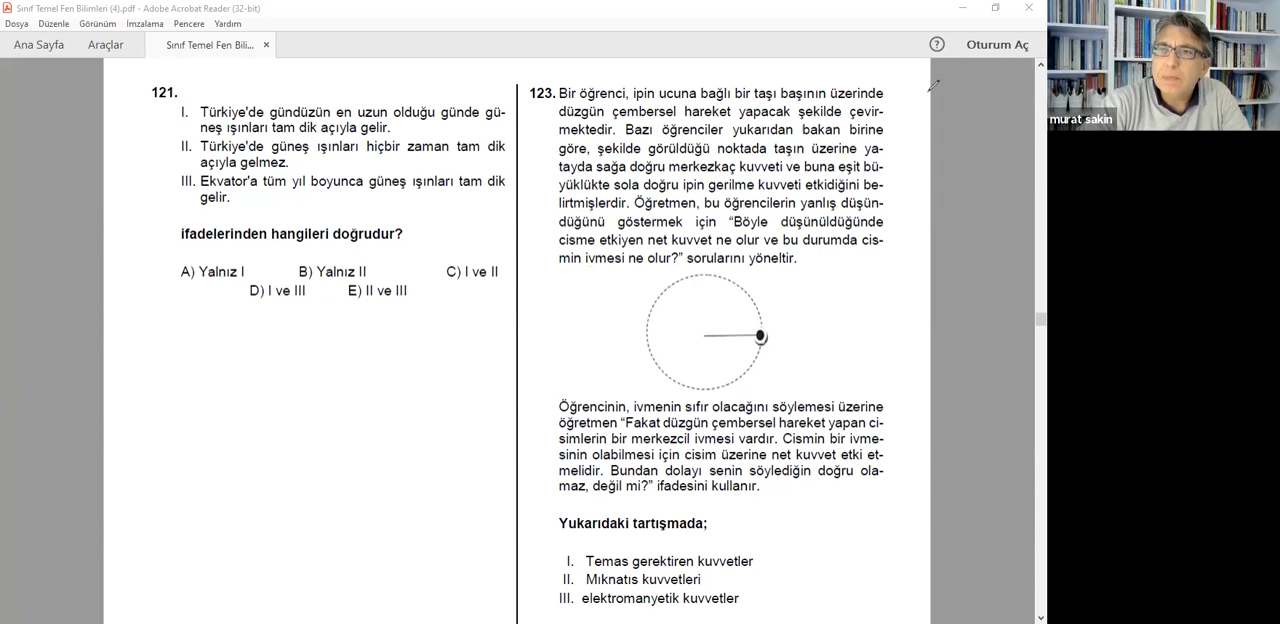 Sınıf Temel Fen Bilimleri (4).pdf - Adobe Acrobat Reader (32-bit)
Dosya Düzenle Görünüm İmzalama Pencere Yardım
Ana Sayfa Araçlar Sınıf Temel Fen Bili... × Oturum Aç
murat sakin
121.
I. Türkiye'de gündüzün en uzun olduğu günde gü-
neş ışınları tam dik açıyla gelir.
II. Türkiye'de güneş ışınları hiçbir zaman tam dik
açıyla gelmez.
III. Ekvator'a tüm yıl boyunca güneş ışınları tam dik
gelir.
ifadelerinden hangileri doğrudur?
A) Yalnız I B) Yalnız II C) I ve II
D) I ve III E) II ve III
123. Bir öğrenci, ipin ucuna bağlı bir taşı başının üzerinde
düzgün çembersel hareket yapacak şekilde çevir-
mektedir. Bazı öğrenciler yukarıdan bakan birine
göre, şekilde görüldüğü noktada taşın üzerine ya-
tayda sağa doğru merkezkaç kuvveti ve buna eşit bü-
yüklükte sola doğru ipin gerilme kuvveti etkidiğini be-
lirtmişlerdir. Öğretmen, bu öğrencilerin yanlış düşün-
düğünü göstermek için “Böyle düşünüldüğünde
cisme etkiyen net kuvvet ne olur ve bu durumda cis-
min ivmesi ne olur?” sorularını yöneltir.
Öğrencinin, ivmenin sıfır olacağını söylemesi üzerine
öğretmen “Fakat düzgün çembersel hareket yapan ci-
simlerin bir merkezcil ivmesi vardır. Cismin bir ivme-
sinin olabilmesi için cisim üzerine net kuvvet etki et-
melidir. Bundan dolayı senin söylediğin doğru ola-
maz, değil mi?” ifadesini kullanır.
Yukarıdaki tartışmada;
I. Temas gerektiren kuvvetler
II. Mıknatıs kuvvetleri
III. elektromanyetik kuvvetler